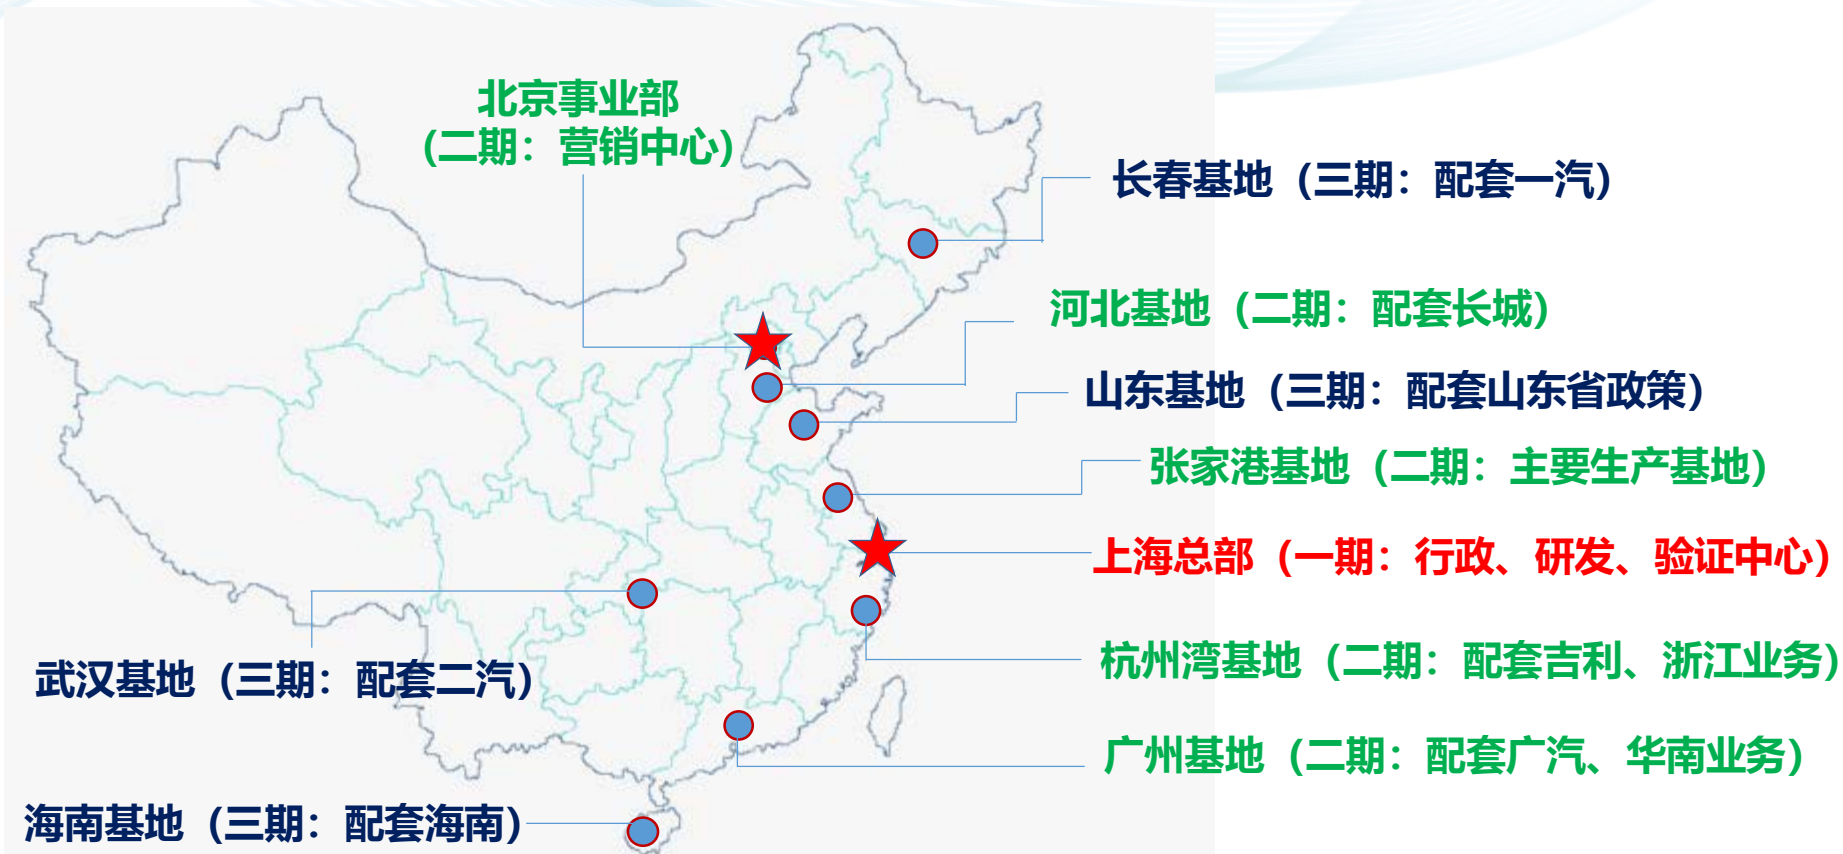 北京事业部
(二期：营销中心)
长春基地（三期：配套一汽）
河北基地（二期：配套长城）
山东基地（三期：配套山东省政策）
张家港基地（二期：主要生产基地）
上海总部（一期：行政、研发、验证中心）
杭州湾基地（二期：配套吉利、浙江业务）
武汉基地（三期：配套二汽）
广州基地（二期：配套广汽、华南业务）
海南基地（三期：配套海南）